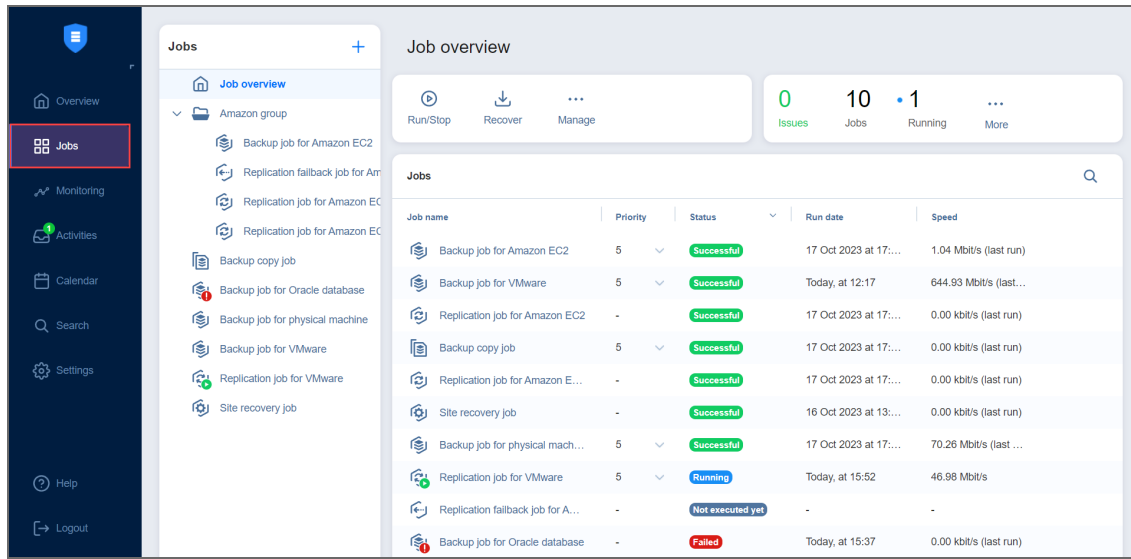 Overview
Jobs
Monitoring
1
Activities
Calendar
Search
Settings
Help
Logout
Jobs
Job overview
Amazon group
Backup job for Amazon EC2
Replication failback job for Am
Replication job for Amazon EC
Replication job for Amazon EC
Backup copy job
Backup job for Oracle database
Backup job for physical machine
Backup job for VMware
Replication job for VMware
Site recovery job
Job overview
Run/Stop Recover Manage
0 10 1
Issues Jobs Running More
Jobs
Job name Priority Status Run date Speed
Backup job for Amazon EC2 5 Successful 17 Oct 2023 at 17:... 1.04 Mbit/s (last run)
Backup job for VMware 5 Successful Today, at 12:17 644.93 Mbit/s (last...
Replication job for Amazon EC2 - Successful 17 Oct 2023 at 17:... 0.00 kbit/s (last run)
Backup copy job 5 Successful 17 Oct 2023 at 17:... 0.00 kbit/s (last run)
Replication job for Amazon E... - Successful 17 Oct 2023 at 17:... 0.00 kbit/s (last run)
Site recovery job - Successful 16 Oct 2023 at 13:... 0.00 kbit/s (last run)
Backup job for physical mach... 5 Successful 17 Oct 2023 at 17:... 70.26 Mbit/s (last ...
Replication job for VMware 5 Running Today, at 15:52 46.98 Mbit/s
Replication failback job for A... - Not executed yet - -
Backup job for Oracle database - Failed Today, at 15:37 0.00 kbit/s (last run)